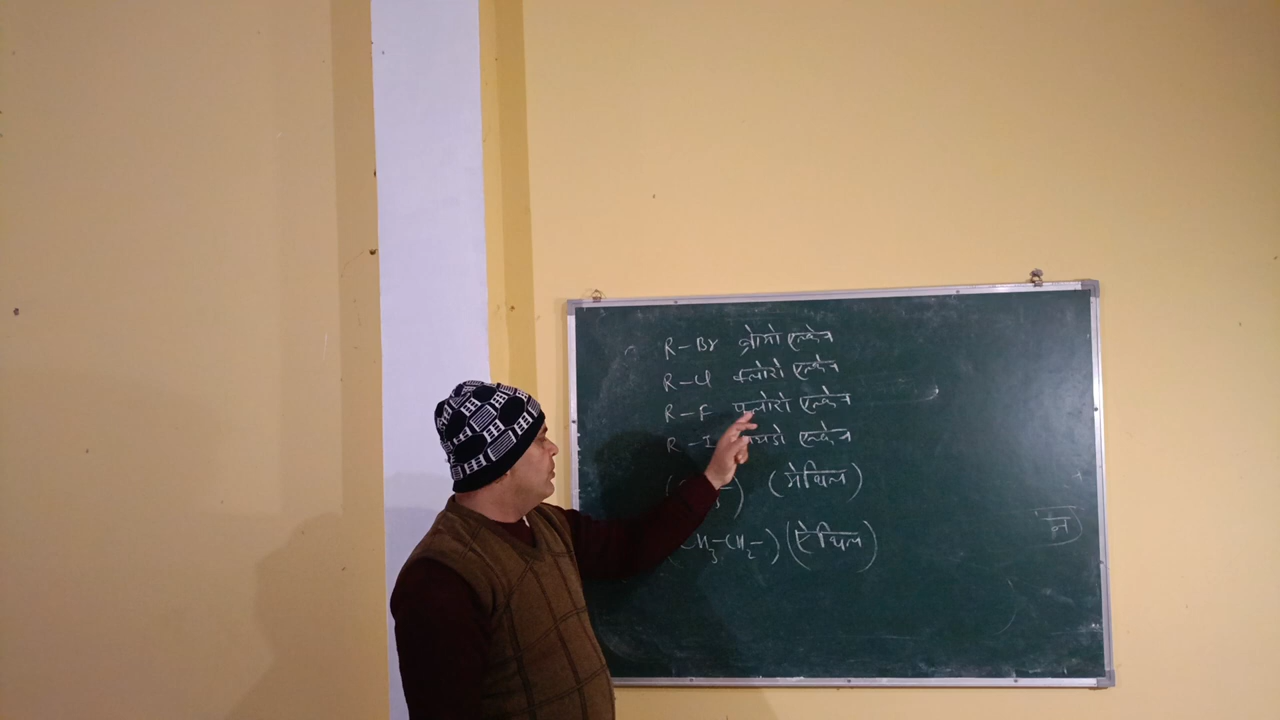 R-Br ब्रोमो एल्केन
R-Cl क्लोरो एल्केन
R-F फ्लोरो एल्केन
R-I एल्केन
(मेथिल)
CH3-CH2-) (ऐथिल)